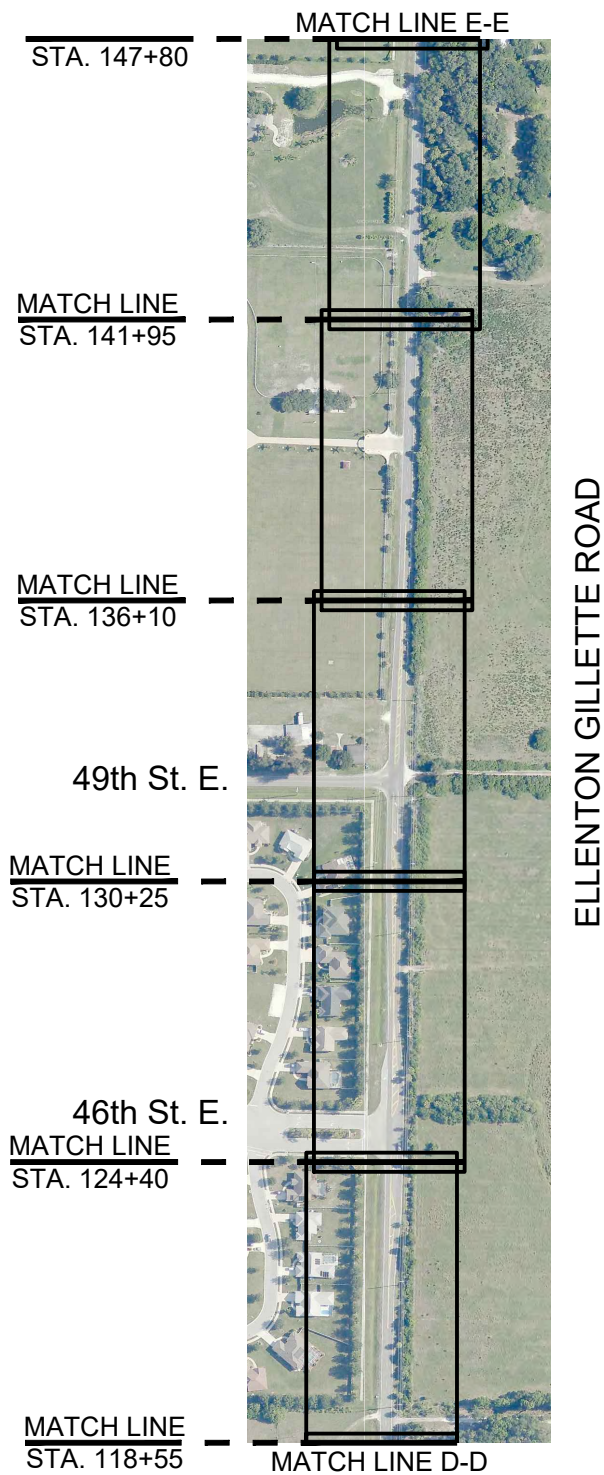 MATCH LINE E-E
STA. 147+80
MATCH LINE
STA. 141+95
MATCH LINE
STA. 136+10
ELLENTON GILLETTE ROAD
49th St. E.
MATCH LINE
STA. 130+25
46th St. E.
MATCH LINE
STA. 124+40
MATCH LINE
STA. 118+55
MATCH LINE D-D